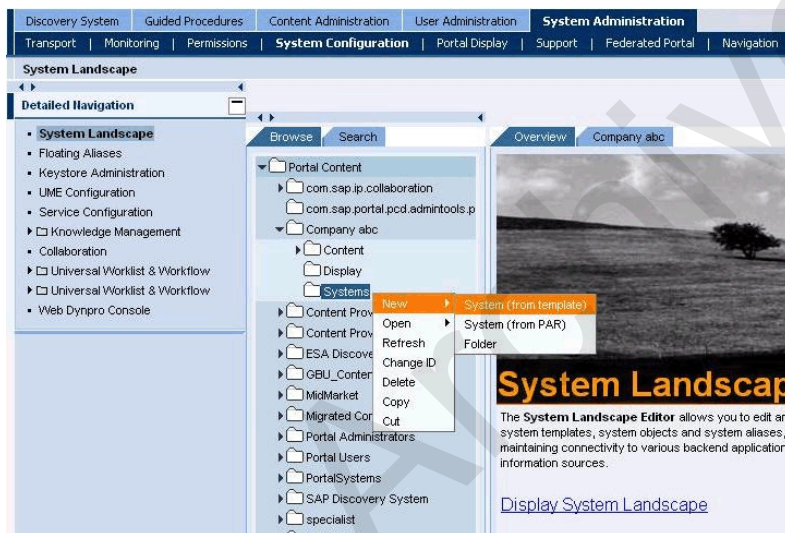 Discovery System Guided Procedures Content Administration User Administration System Administration
Transport | Monitoring | Permissions | System Configuration | Portal Display | Support | Federated Portal | Navigation
System Landscape
Detailed Navigation
System Landscape
Floating Aliases
Keystore Administration
UME Configuration
Service Configuration
Knowledge Management
Collaboration
Universal Worklist & Workflow
Universal Worklist & Workflow
Web Dynpro Console
Browse Search
Portal Content
com.sap.ip.collaboration
com.sap.portal.pcd.admintools.p
Company abc
Content
Display
Systems
Content Prov
Content Prov
ESA Discove
GBU_Conten
MidMarket
Migrated Con
Portal Administrators
Portal Users
PortalSystems
SAP Discovery System
specialist
New
Open
Refresh
Change ID
Delete
Copy
Cut
System (from template)
System (from PAR)
Folder
Overview Company abc
System Landscap
The System Landscape Editor allows you to edit an
system templates, system objects and system aliases,
maintaining connectivity to various backend application
information sources.
Display System Landscape